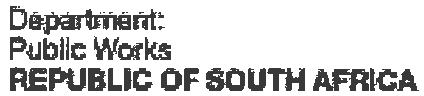 Department:
Public Works
REPUBLIC OF SOUTH AFRICA